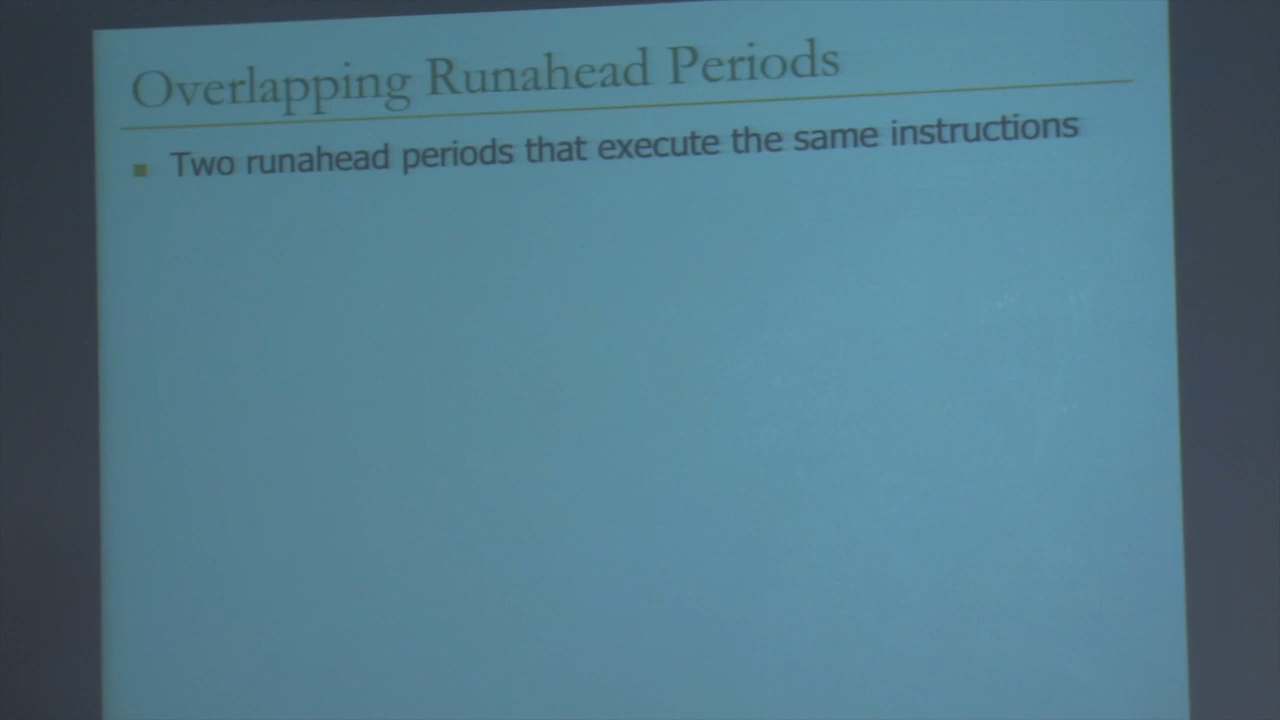 Overlapping Runahead Periods
Two runahead periods that execute the same instructions